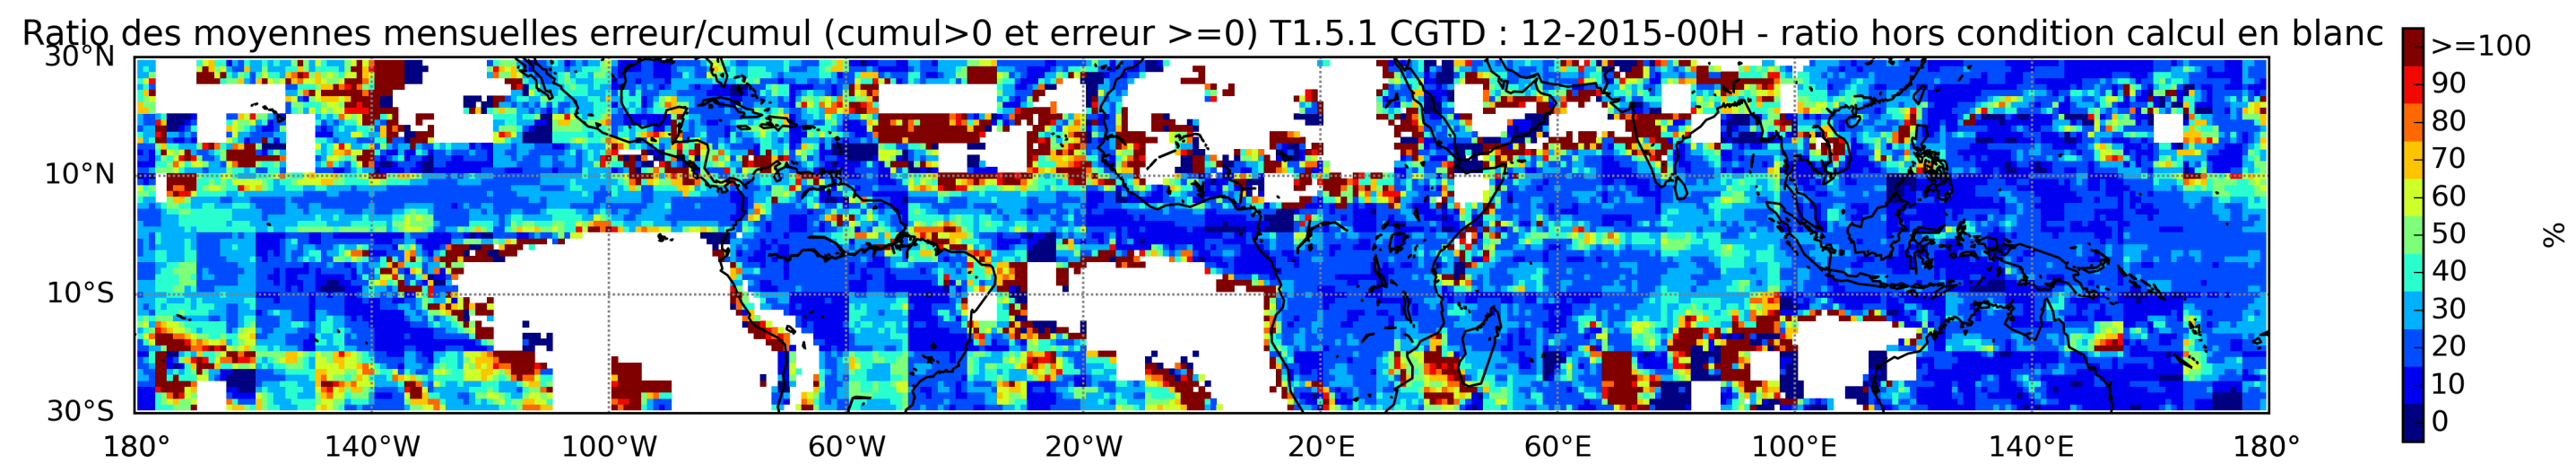 Ratio des moyennes mensuelles erreur/cumul (cumul>0 et erreur >=0) T1.5.1 CGTD : 12-2015-00H - ratio hors condition calcul en blanc
30°N
10°N
10°S
30°S
180° 140°W 100°W 60°W 20°W 20°E 60°E 100°E 140°E 180°
>=100
90
80
70
60
50
40
30
20
10
0
%